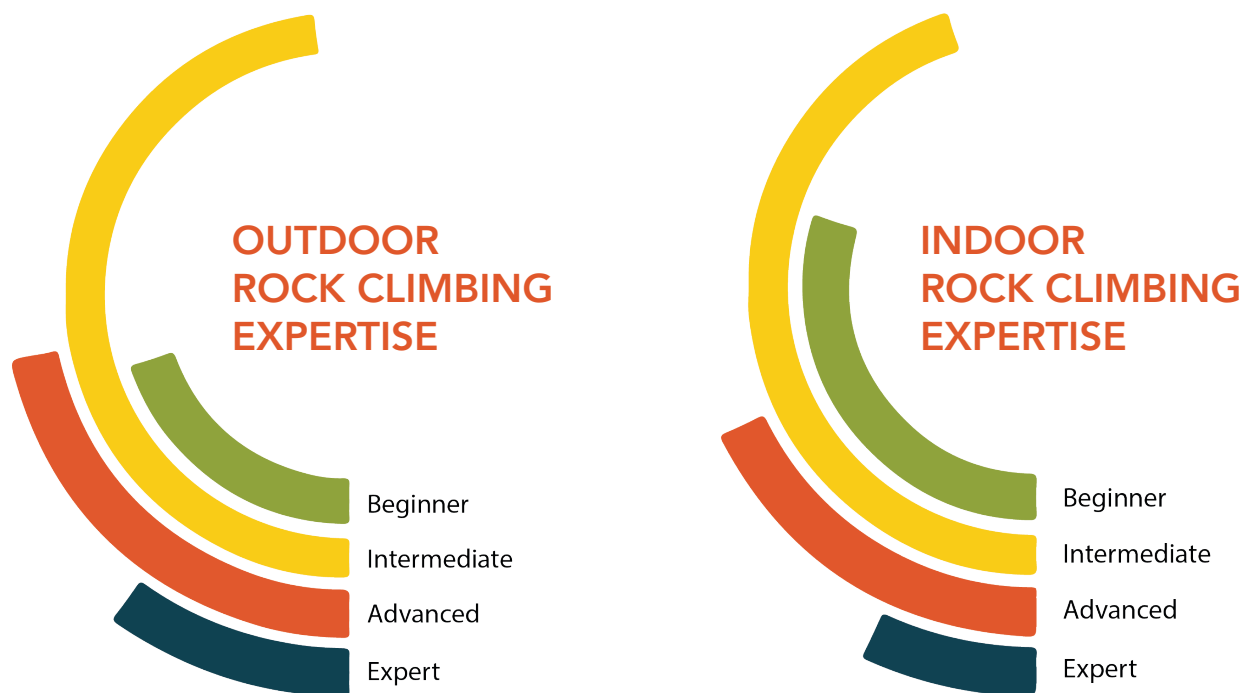 OUTDOOR
ROCK CLIMBING
EXPERTISE
Beginner
Intermediate
Advanced
Expert
INDOOR
ROCK CLIMBING
EXPERTISE
Beginner
Intermediate
Advanced
Expert